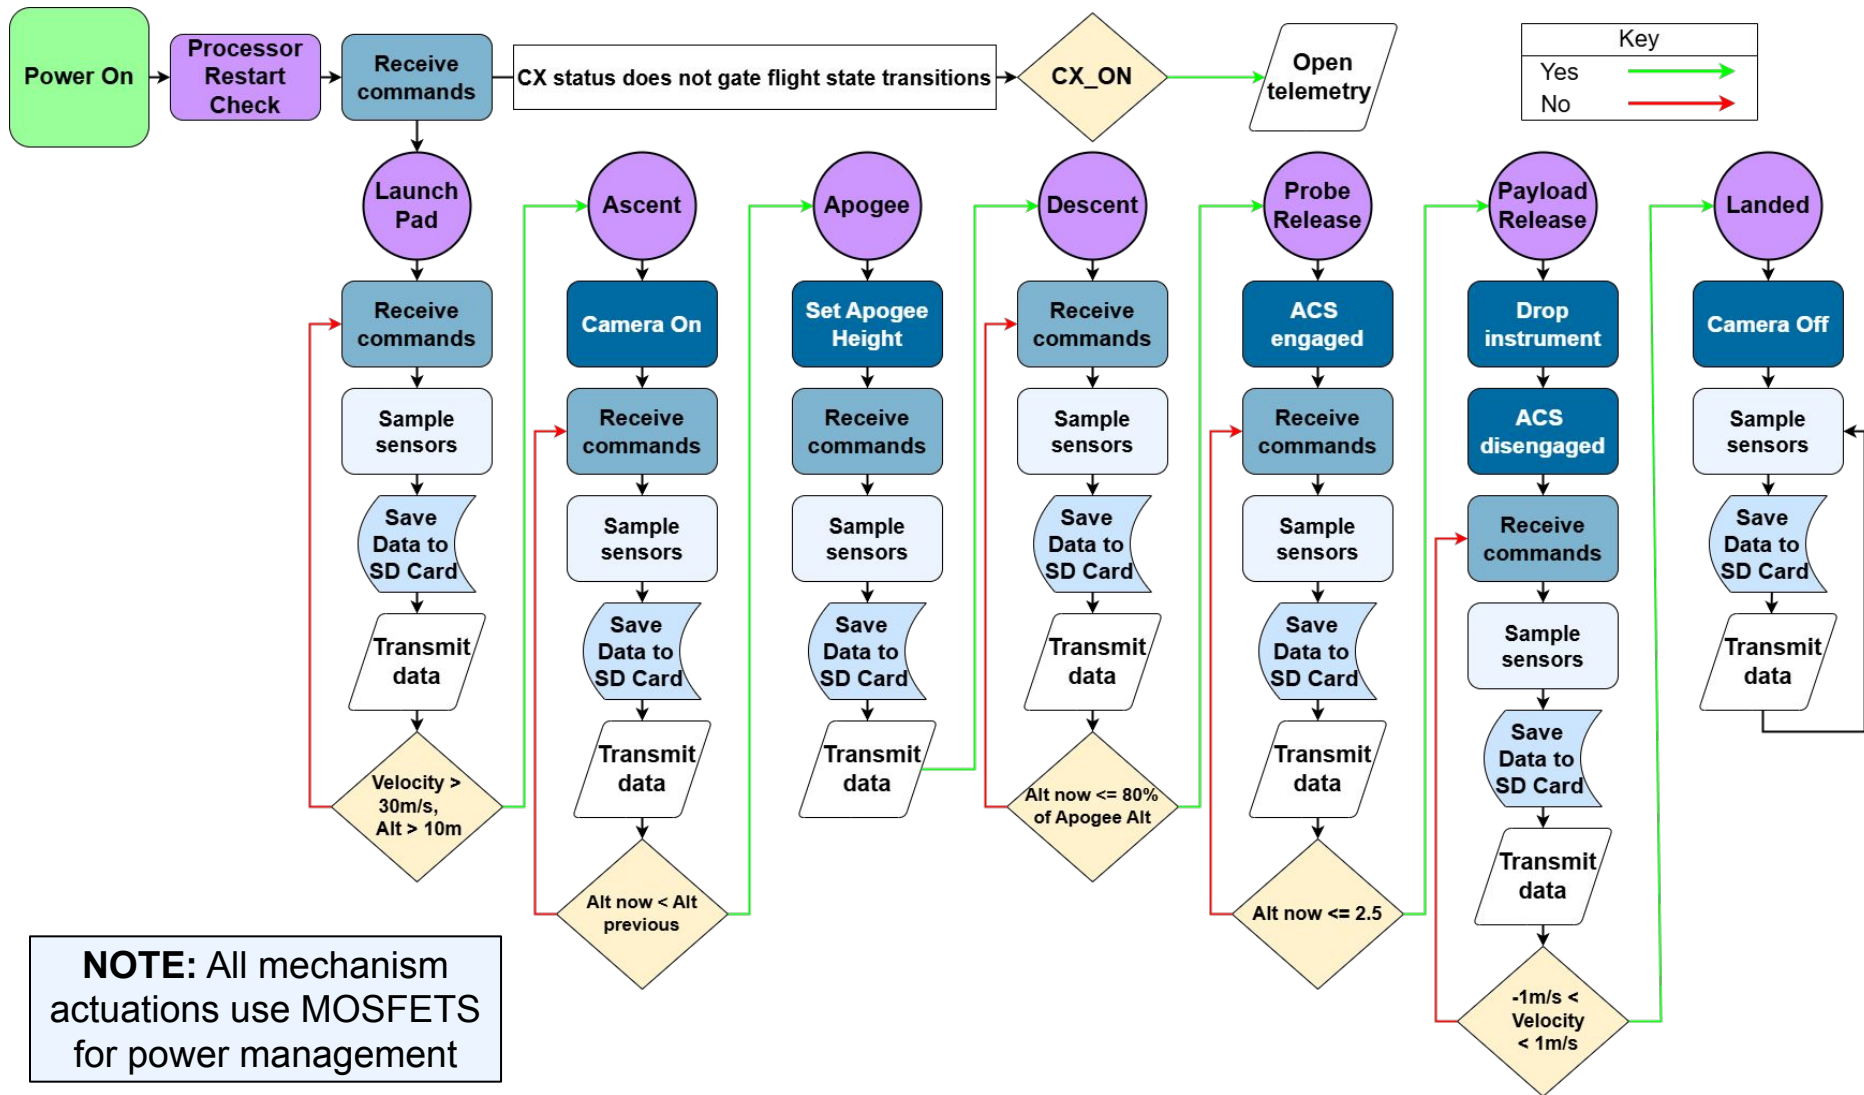 Power On
Processor
Restart
Check
Receive
commands
CX status does not gate flight state transitions
CX_ON
Open
telemetry
Key
Yes
No
Launch
Pad
Receive
commands
Sample
sensors
Save
Data to
SD Card
Transmit
data
Velocity >
30m/s,
Alt > 10m
Ascent
Camera On
Receive
commands
Sample
sensors
Save
Data to
SD Card
Transmit
data
Alt now < Alt
previous
Apogee
Set Apogee
Height
Receive
commands
Sample
sensors
Save
Data to
SD Card
Transmit
data
Descent
Receive
commands
Sample
sensors
Save
Data to
SD Card
Transmit
data
Alt now <= 80%
of Apogee Alt
Probe
Release
ACS
engaged
Receive
commands
Sample
sensors
Save
Data to
SD Card
Transmit
data
Alt now <= 2.5
Payload
Release
Drop
instrument
ACS
disengaged
Receive
commands
Sample
sensors
Save
Data to
SD Card
Transmit
data
-1m/s <
Velocity
< 1m/s
Landed
Camera Off
Sample
sensors
Save
Data to
SD Card
Transmit
data
NOTE: All mechanism
actuations use MOSFETS
for power management